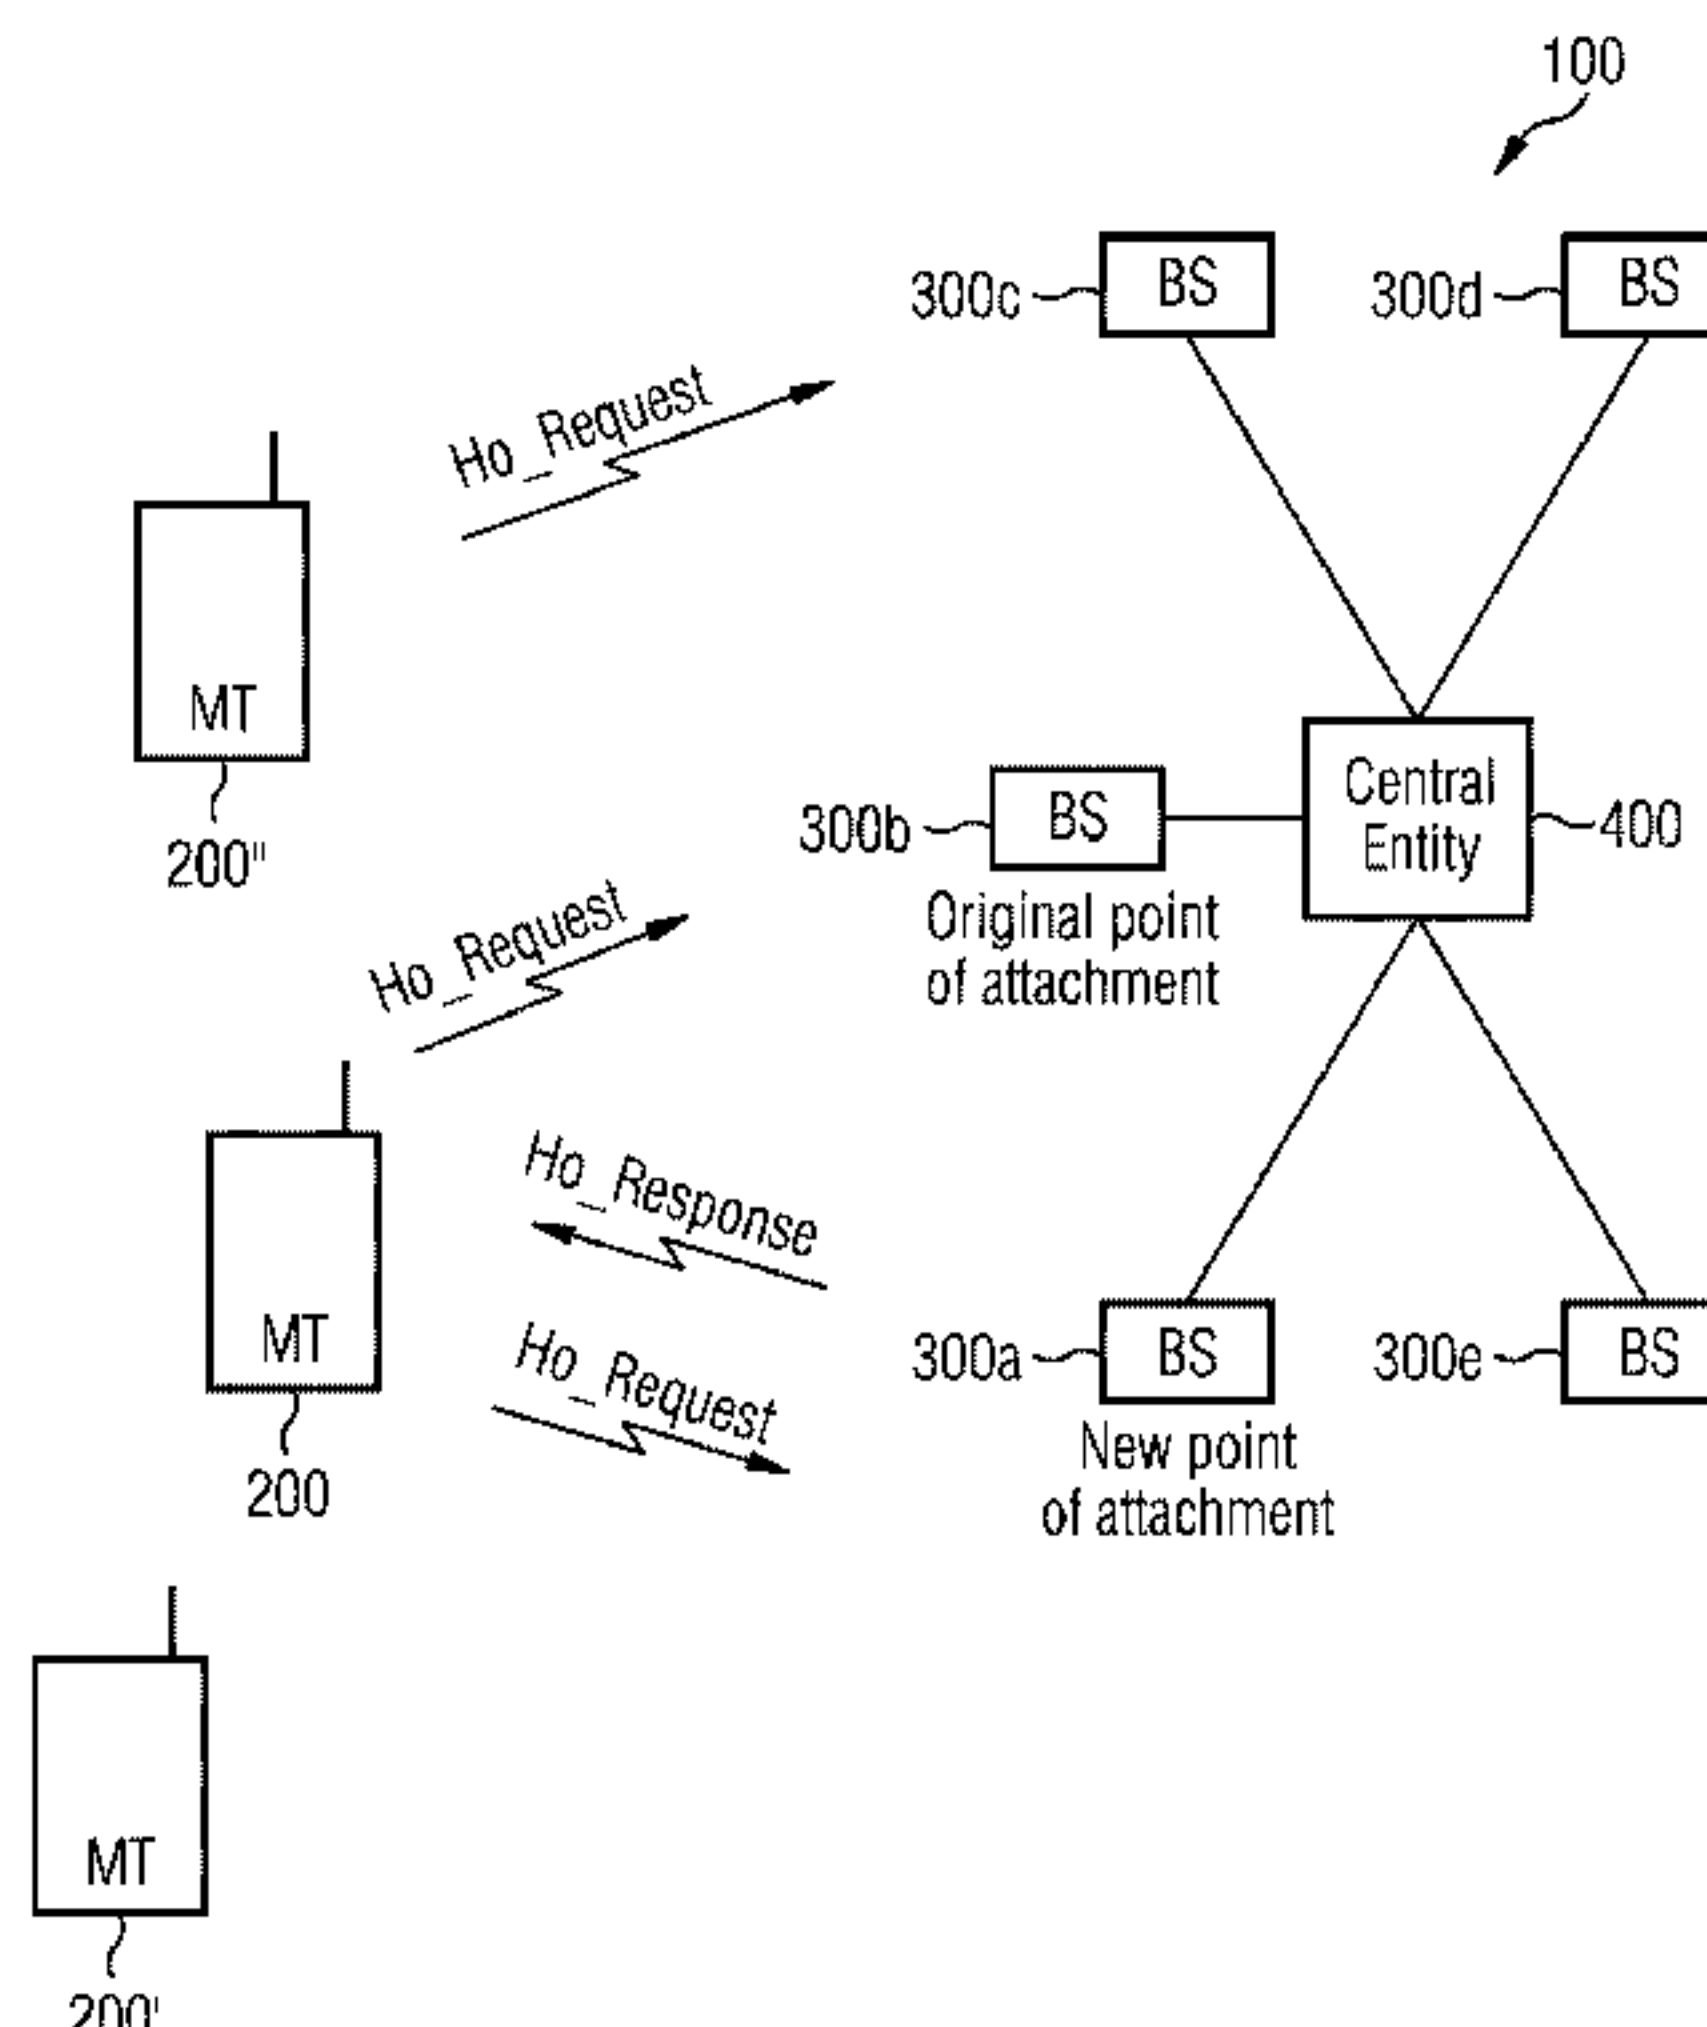 100
300c
BS
300d
BS
Ho_Request
MT
200"
300b
BS
Central
Entity
400
Original point
of attachment
Ho_Request
MT
200
Ho_Response
Ho_Request
300a
BS
300e
BS
New point
of attachment
MT
200'